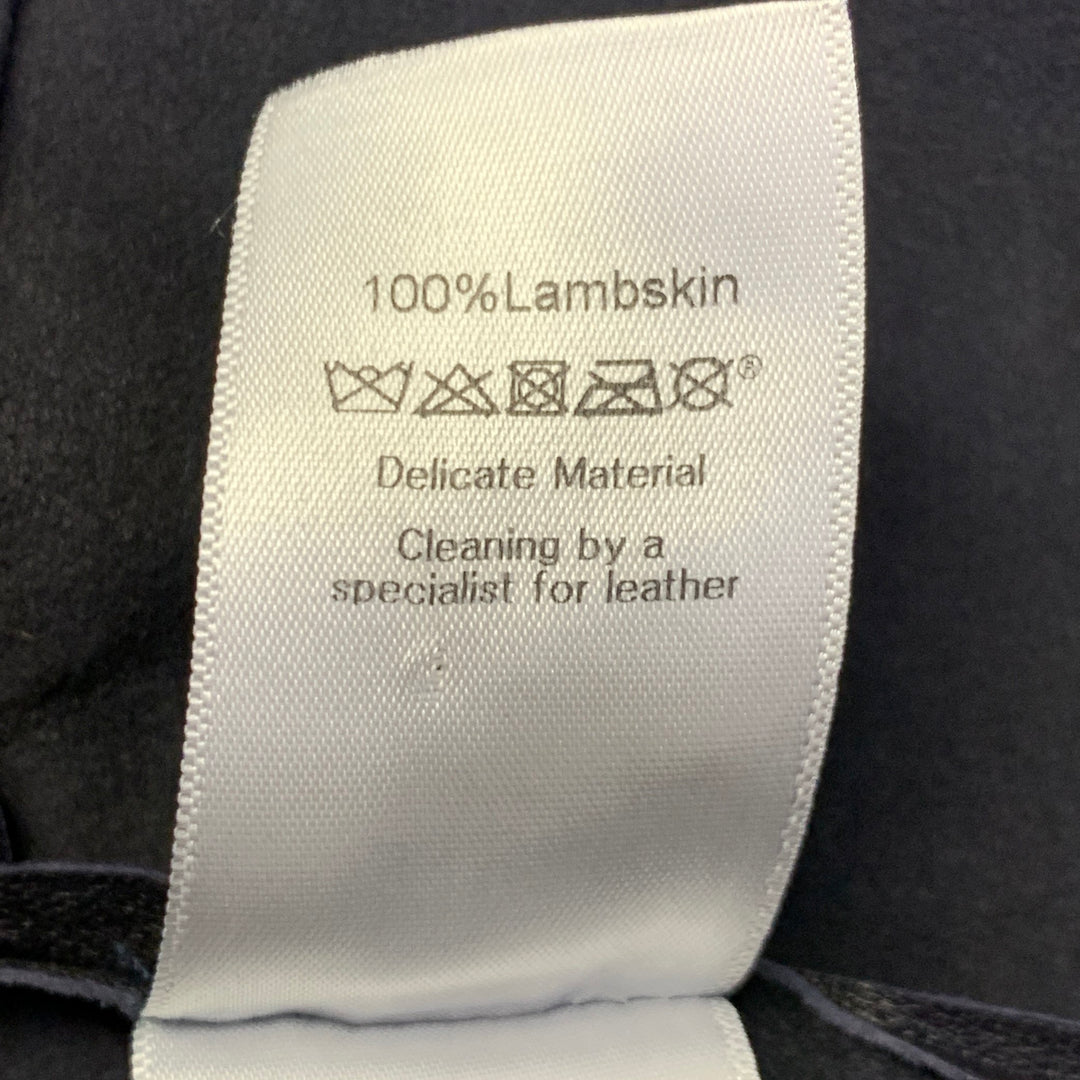 100%Lambskin
®
Delicate Material
Cleaning by a
specialist for leather